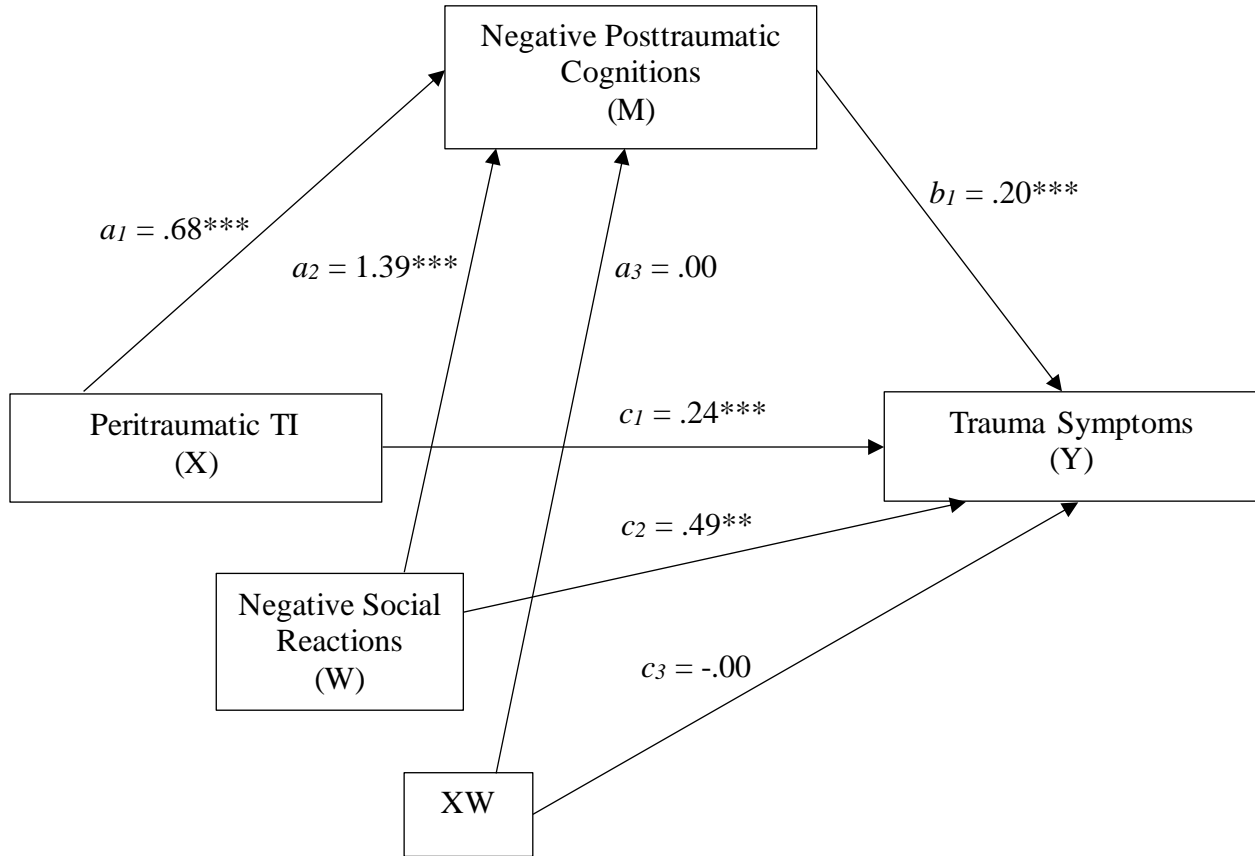 Negative Posttraumatic
Cognitions
(M)
b1 = .20***
a1 = .68***
a2 = 1.39***
a3 = .00
Peritraumatic TI
(X)
c1 = .24***
Trauma Symptoms
(Y)
c2 = .49**
Negative Social
Reactions
(W)
c3 = -.00
XW